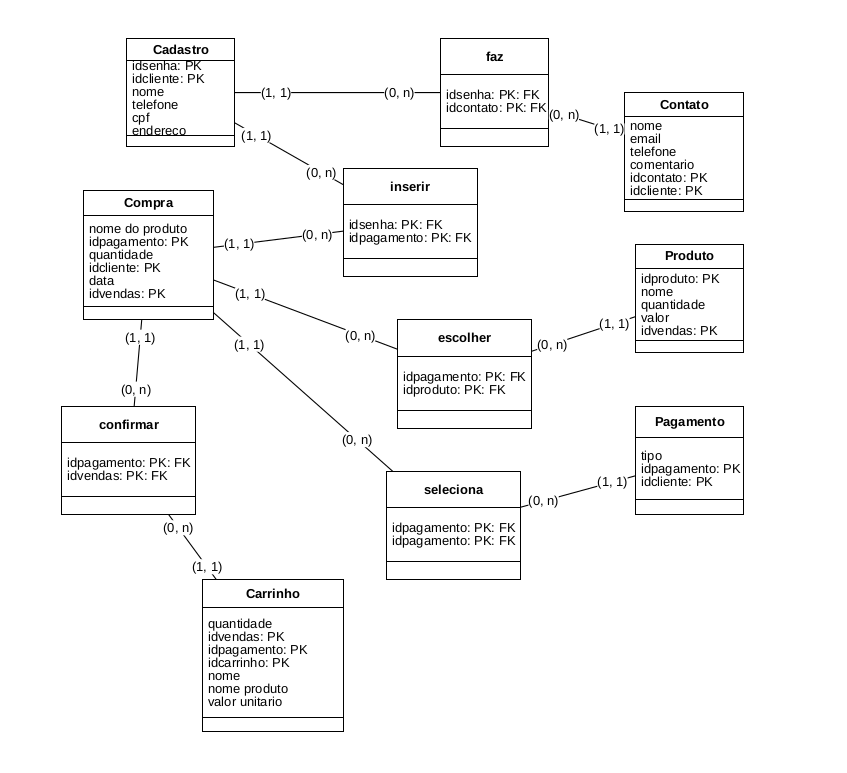 Cadastro
idsenha: PK
idcliente: PK
nome
telefone
cpf
endereco
(1, 1)
(0, n)
faz
idsenha: PK: FK
idcontato: PK: FK
(0, n)
(1, 1)
Contato
nome
email
telefone
comentario
idcontato: PK
idcliente: PK
(1, 1)
(0, n)
inserir
idsenha: PK: FK
idpagamento: PK: FK
Compra
nome do produto
idpagamento: PK
quantidade
idcliente: PK
data
idvendas: PK
(1, 1)
(0, n)
(1, 1)
(0, n)
escolher
idpagamento: PK: FK
idproduto: PK: FK
(0, n)
(1, 1)
Produto
idproduto: PK
nome
quantidade
valor
idvendas: PK
(1, 1)
(0, n)
confirmar
idpagamento: PK: FK
idvendas: PK: FK
(1, 1)
(0, n)
seleciona
idpagamento: PK: FK
idpagamento: PK: FK
(0, n)
(1, 1)
Pagamento
tipo
idpagamento: PK
idcliente: PK
(0, n)
(1, 1)
Carrinho
quantidade
idvendas: PK
idpagamento: PK
idcarrinho: PK
nome
nome produto
valor unitario